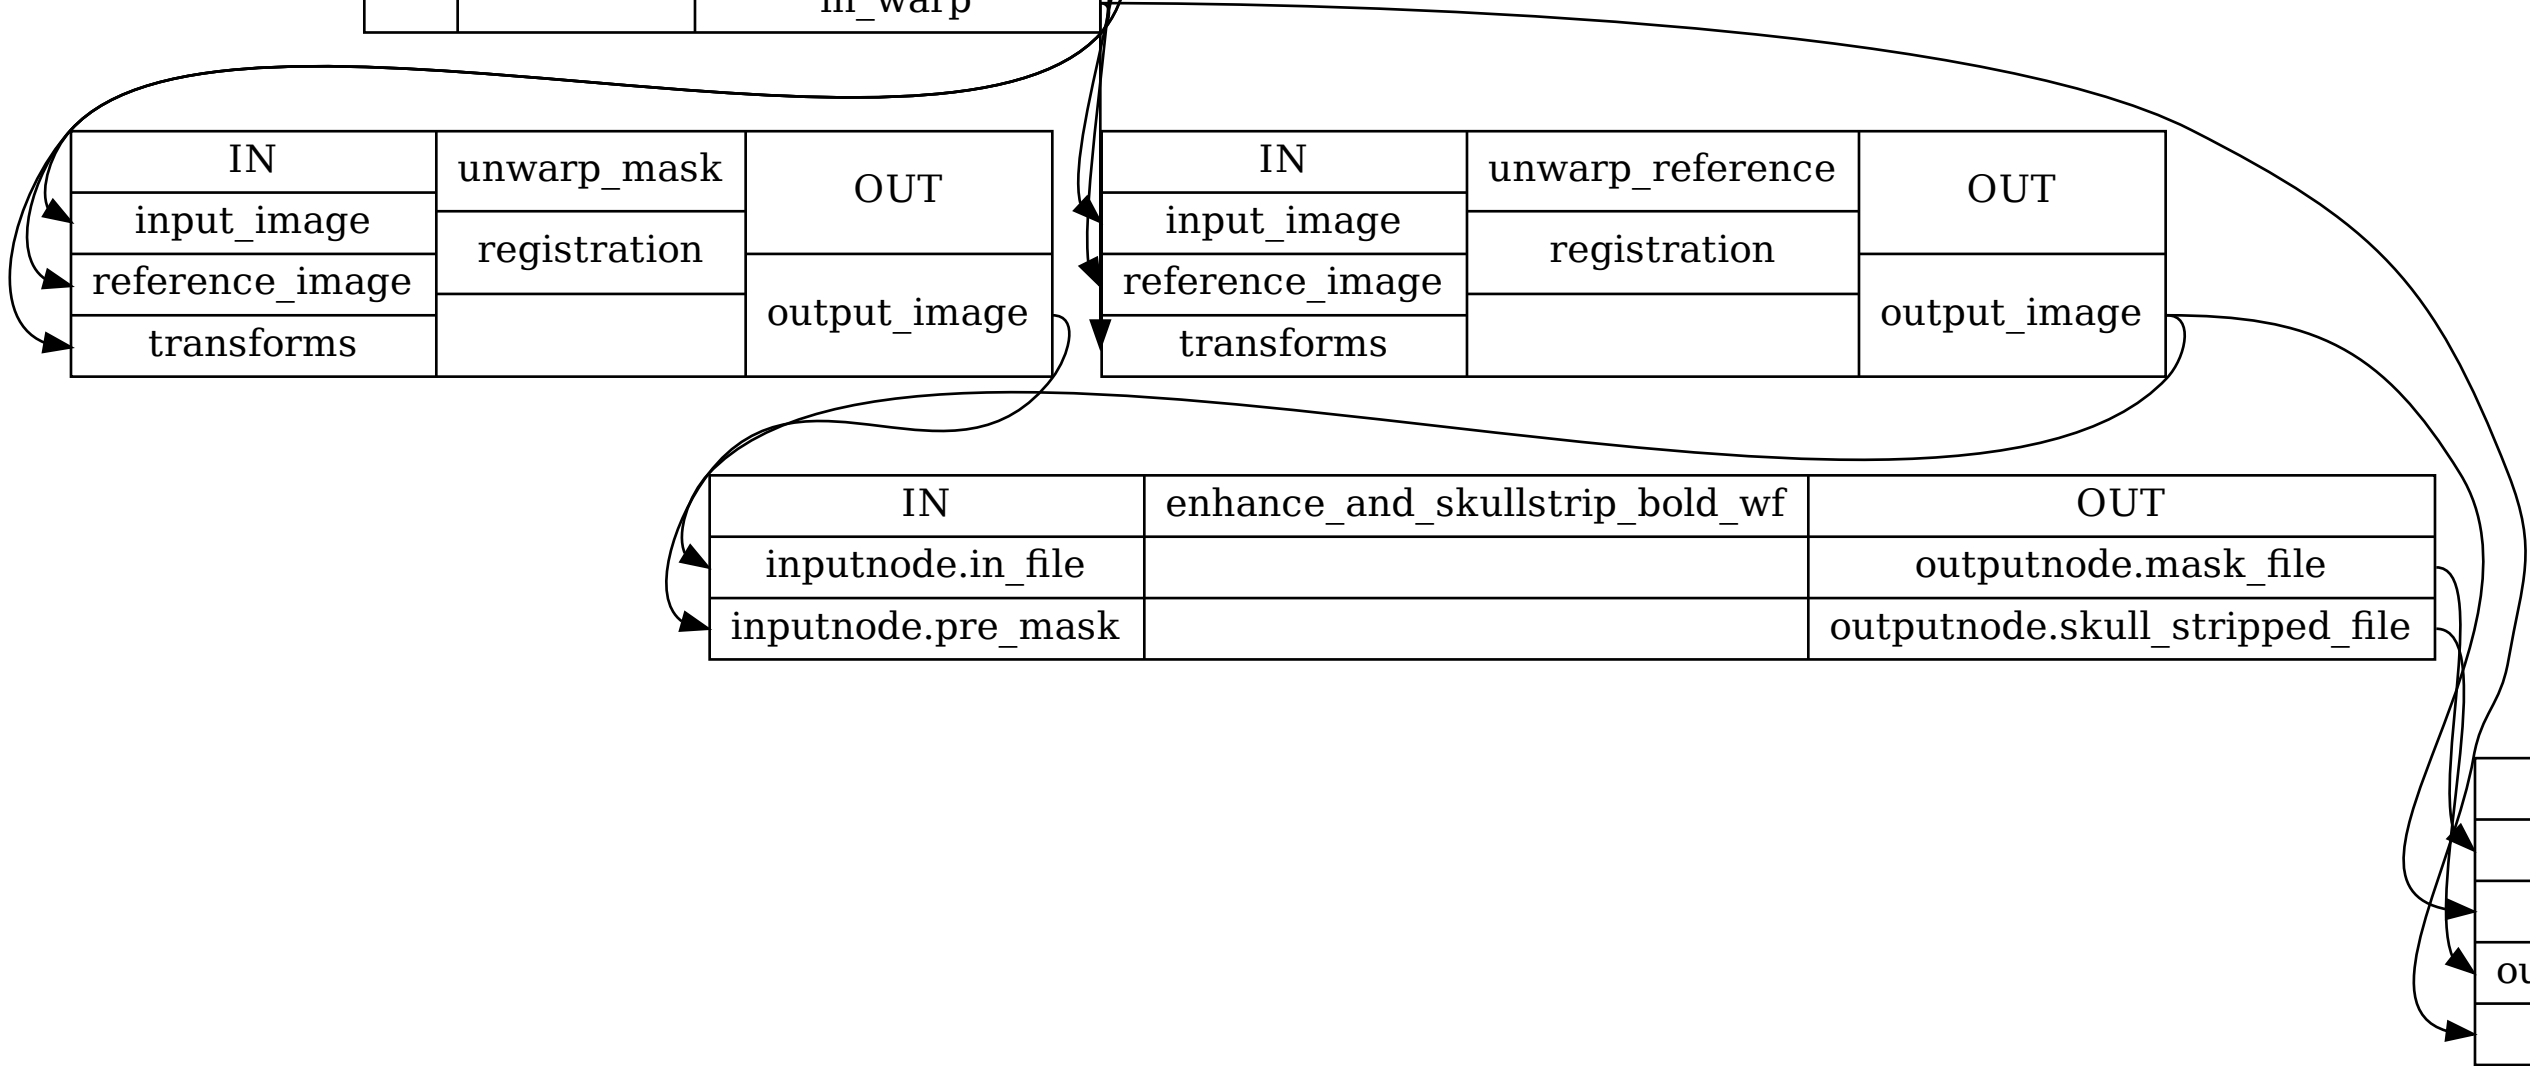 in_warp
IN
unwarp_mask
OUT
input_image
registration
reference_image
output_image
transforms
IN
unwarp_reference
OUT
input_image
registration
reference_image
output_image
transforms
IN
enhance_and_skullstrip_bold_wf
OUT
inputnode.in_file
outputnode.mask_file
inputnode.pre_mask
outputnode.skull_stripped_file